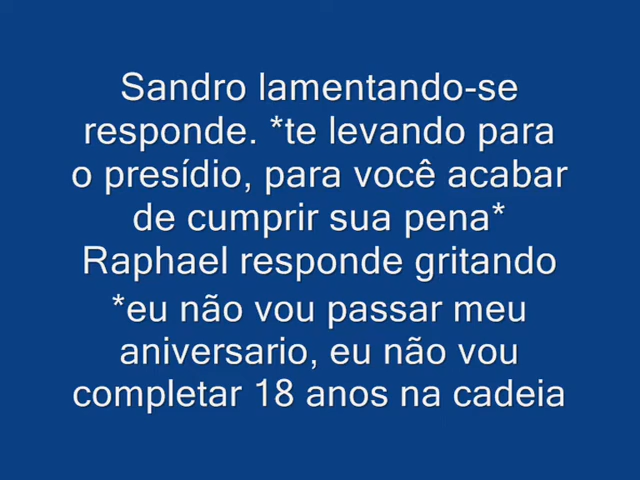 Sandro lamentando-se
responde. *te levando para
o presídio, para você acabar
de cumprir sua pena*
Raphael responde gritando
*eu não vou passar meu
aniversario, eu não vou
completar 18 anos na cadeia